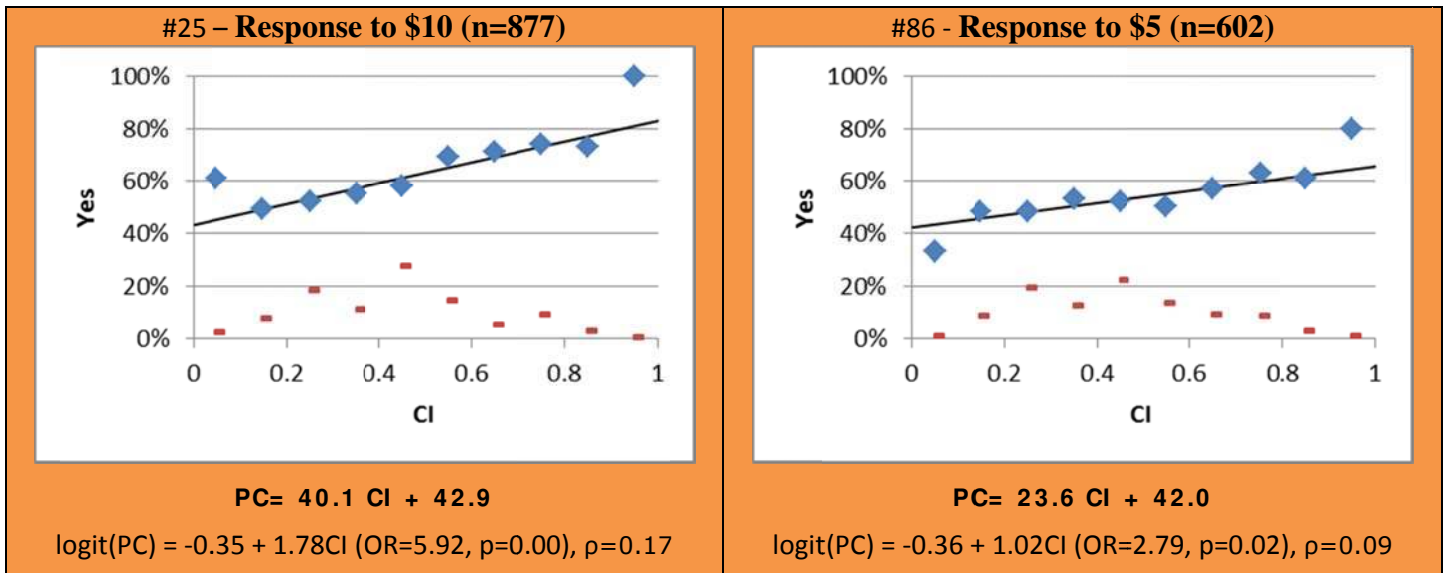 #25 – Response to $10 (n=877)
100%
80%
60%
40%
20%
0%
Yes
0 0.2 0.4 0.6 0.8 1
CI
PC= 40.1 CI + 42.9
logit(PC) = -0.35 + 1.78CI (OR=5.92, p=0.00), ρ=0.17
#86 - Response to $5 (n=602)
100%
80%
60%
40%
20%
0%
Yes
0 0.2 0.4 0.6 0.8 1
CI
PC= 23.6 CI + 42.0
logit(PC) = -0.36 + 1.02CI (OR=2.79, p=0.02), ρ=0.09